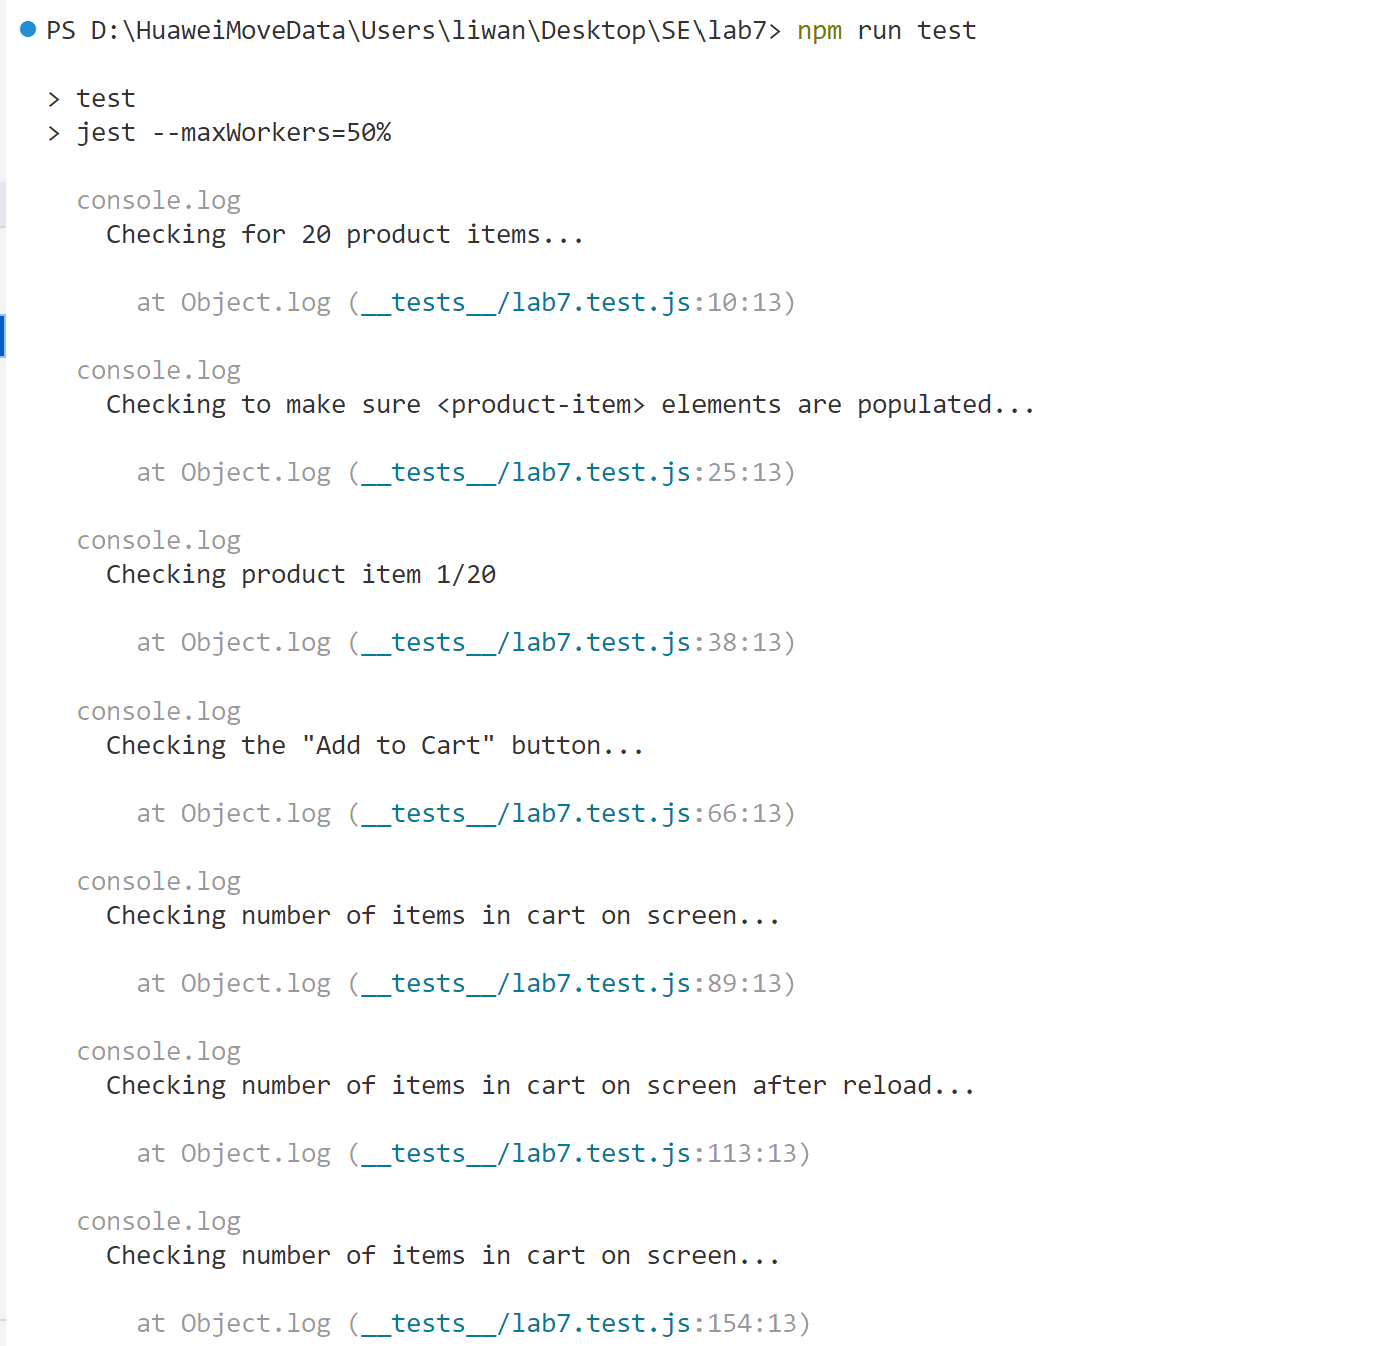 PS D:\HuaweiMoveData\Users\liwan\Desktop\SE\lab7> npm run test
> test
> jest --maxWorkers=50%
console.log
Checking for 20 product items...
at Object.log (__tests__/lab7.test.js:10:13)
console.log
Checking to make sure <product-item> elements are populated...
at Object.log (__tests__/lab7.test.js:25:13)
console.log
Checking product item 1/20
at Object.log (__tests__/lab7.test.js:38:13)
console.log
Checking the "Add to Cart" button...
at Object.log (__tests__/lab7.test.js:66:13)
console.log
Checking number of items in cart on screen...
at Object.log (__tests__/lab7.test.js:89:13)
console.log
Checking number of items in cart on screen after reload...
at Object.log (__tests__/lab7.test.js:113:13)
console.log
Checking number of items in cart on screen...
at Object.log (__tests__/lab7.test.js:154:13)